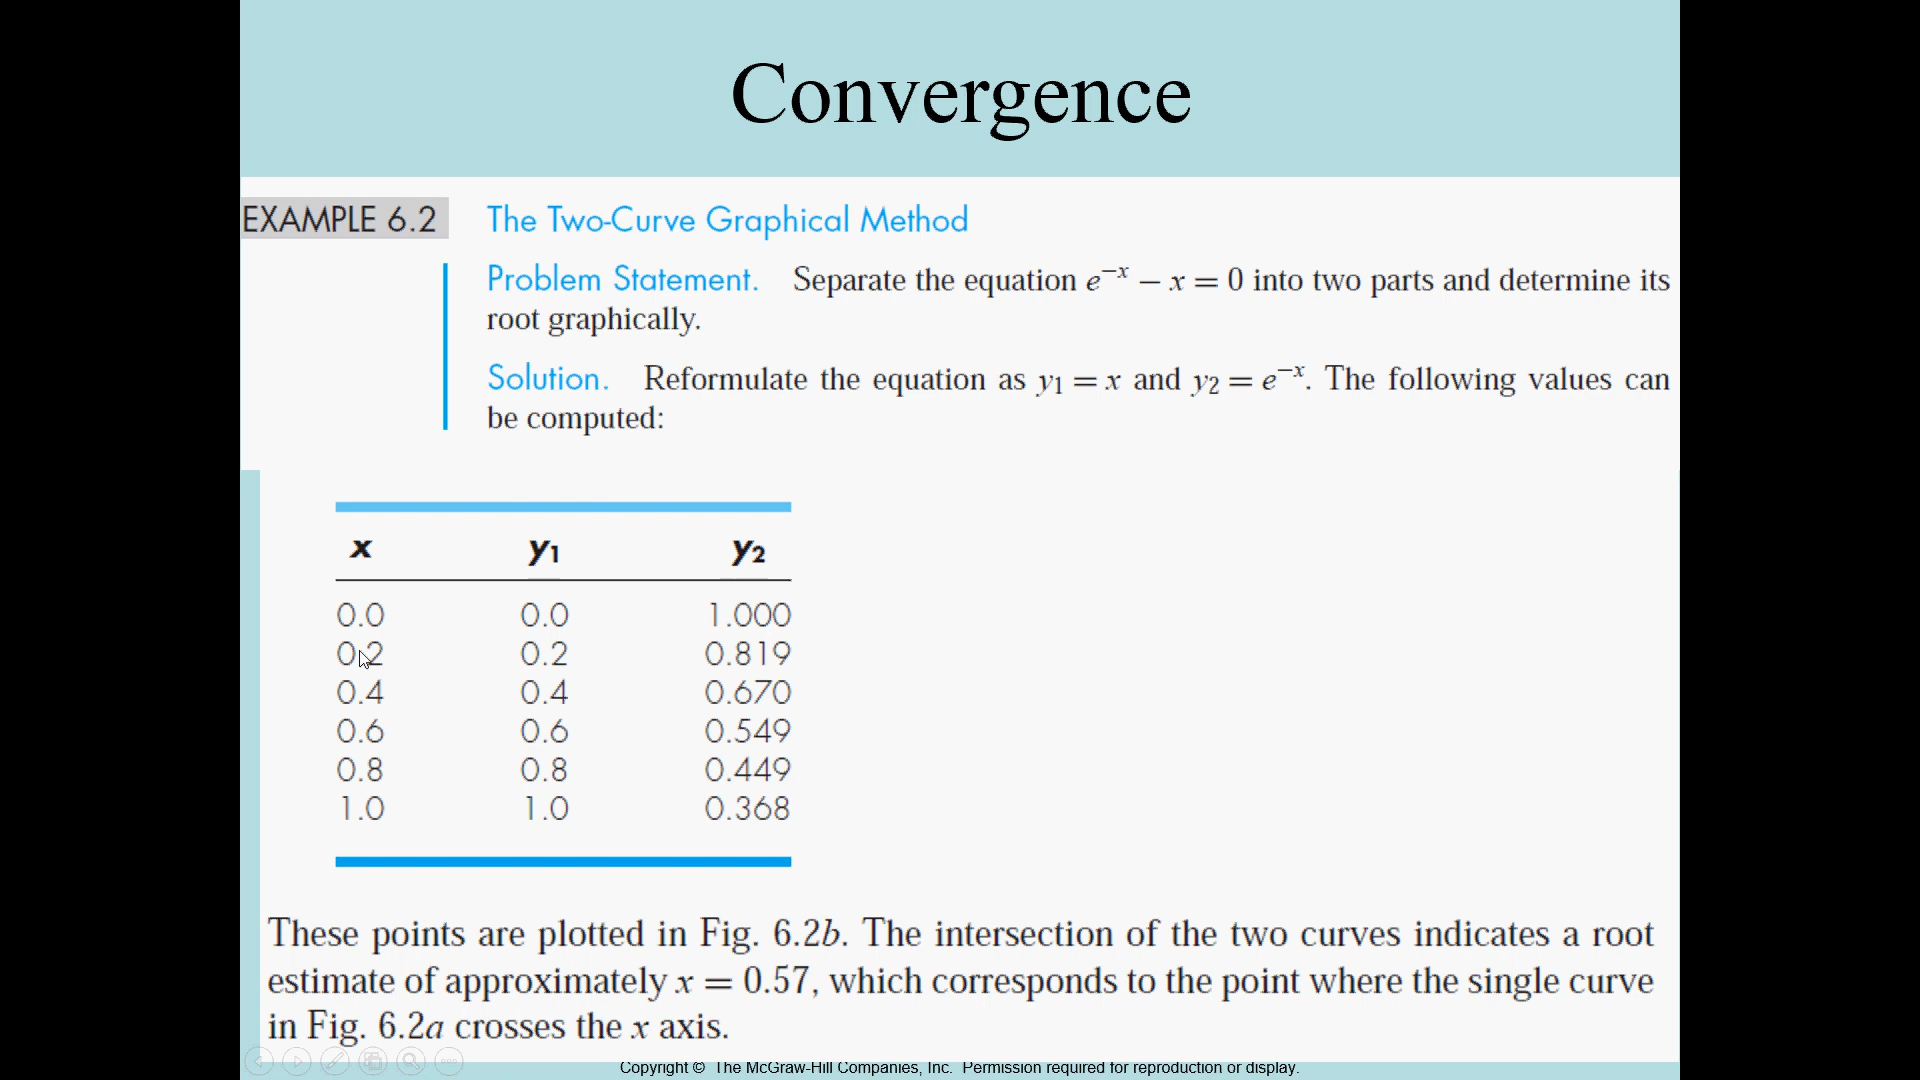 Convergence
EXAMPLE 6.2 The Two-Curve Graphical Method
Problem Statement. Separate the equation e⁻ˣ − x = 0 into two parts and determine its
root graphically.
Solution. Reformulate the equation as y₁ = x and y₂ = e⁻ˣ. The following values can
be computed:
x y₁ y₂
0.0 0.0 1.000
0.2 0.2 0.819
0.4 0.4 0.670
0.6 0.6 0.549
0.8 0.8 0.449
1.0 1.0 0.368
These points are plotted in Fig. 6.2b. The intersection of the two curves indicates a root
estimate of approximately x = 0.57, which corresponds to the point where the single curve
in Fig. 6.2a crosses the x axis.
Copyright © The McGraw-Hill Companies, Inc. Permission required for reproduction or display.